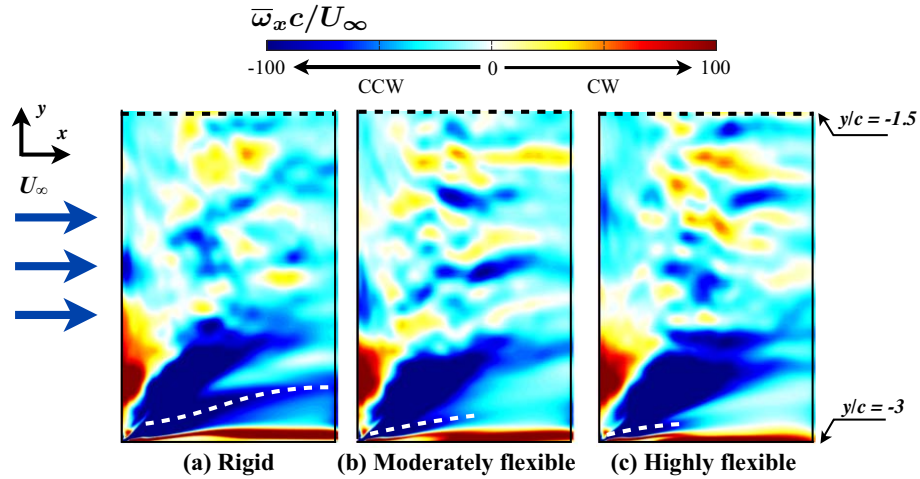 ω̅ₓc/U∞
-100 0 100
CCW CW
y
x
U∞
y/c = -1.5
y/c = -3
(a) Rigid (b) Moderately flexible (c) Highly flexible